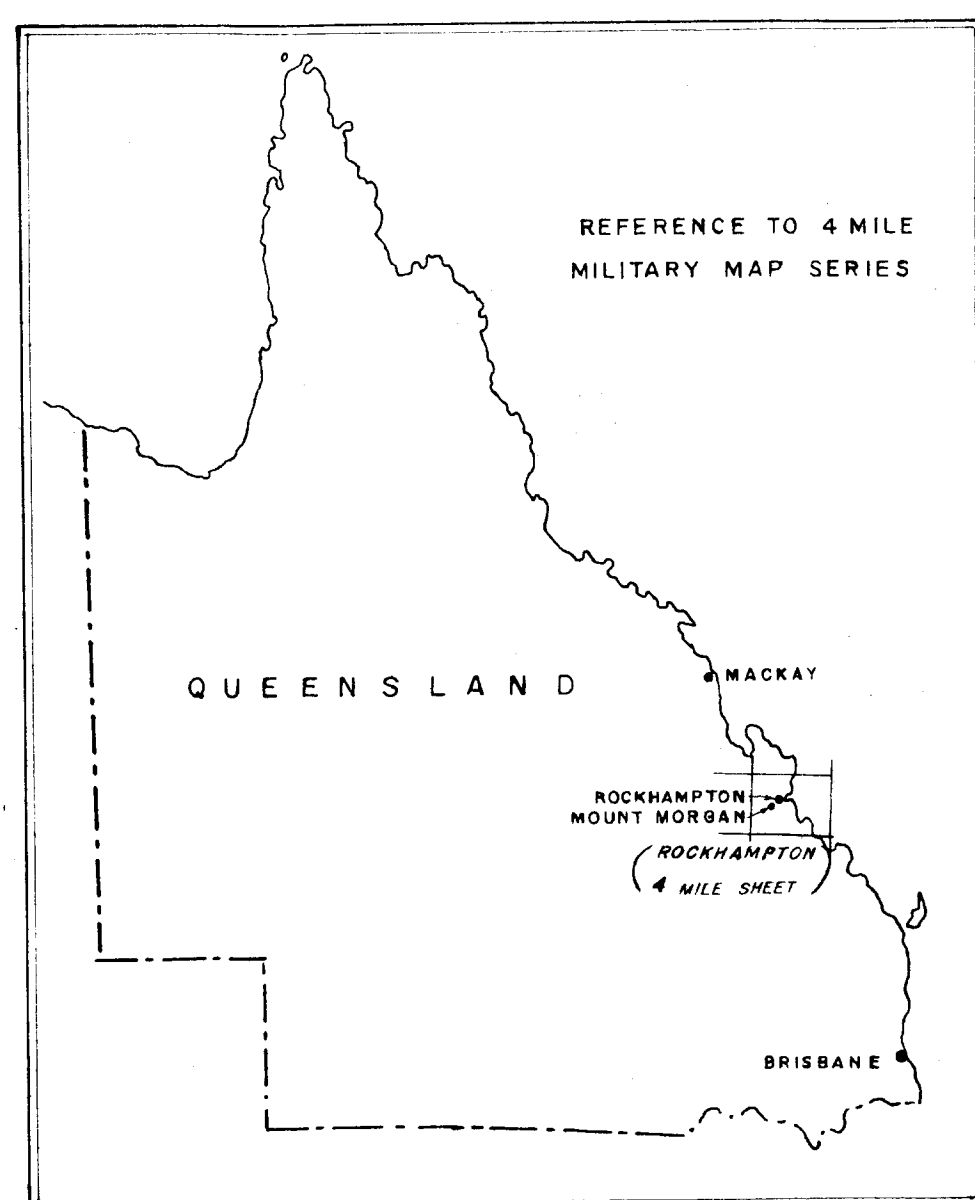 REFERENCE TO 4 MILE
MILITARY MAP SERIES
QUEENSLAND
MACKAY
ROCKHAMPTON
MOUNT MORGAN
ROCKHAMPTON
4 MILE SHEET
BRISBANE